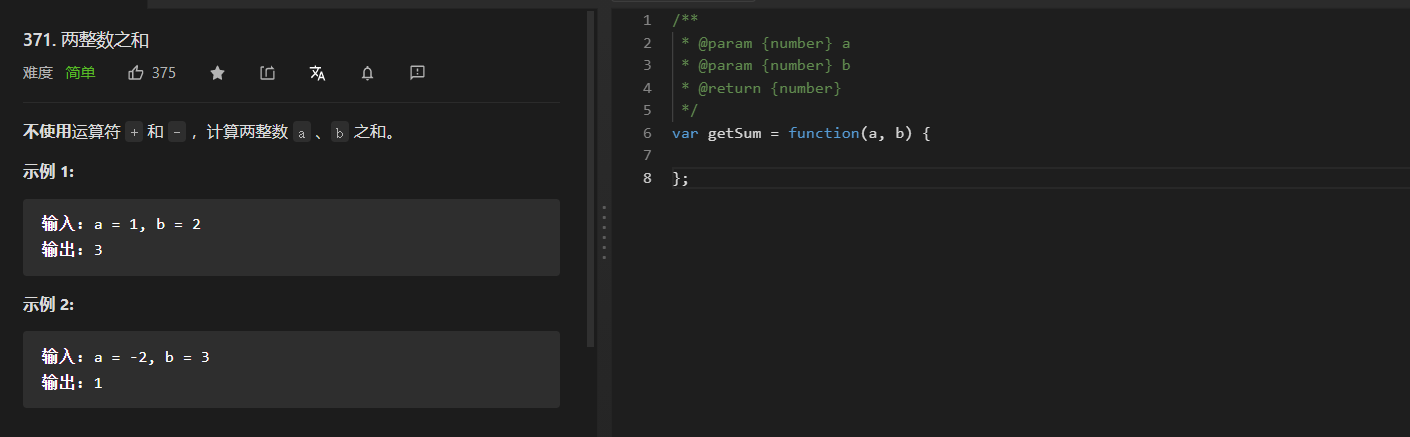 371. 两整数之和
难度 简单 375
不使用运算符 + 和 - ，计算两整数 a 、b 之和。
示例 1:
输入：a = 1, b = 2
输出：3
示例 2:
输入：a = -2, b = 3
输出：1
1 /**
2 * @param {number} a
3 * @param {number} b
4 * @return {number}
5 */
6 var getSum = function(a, b) {
7
8 };